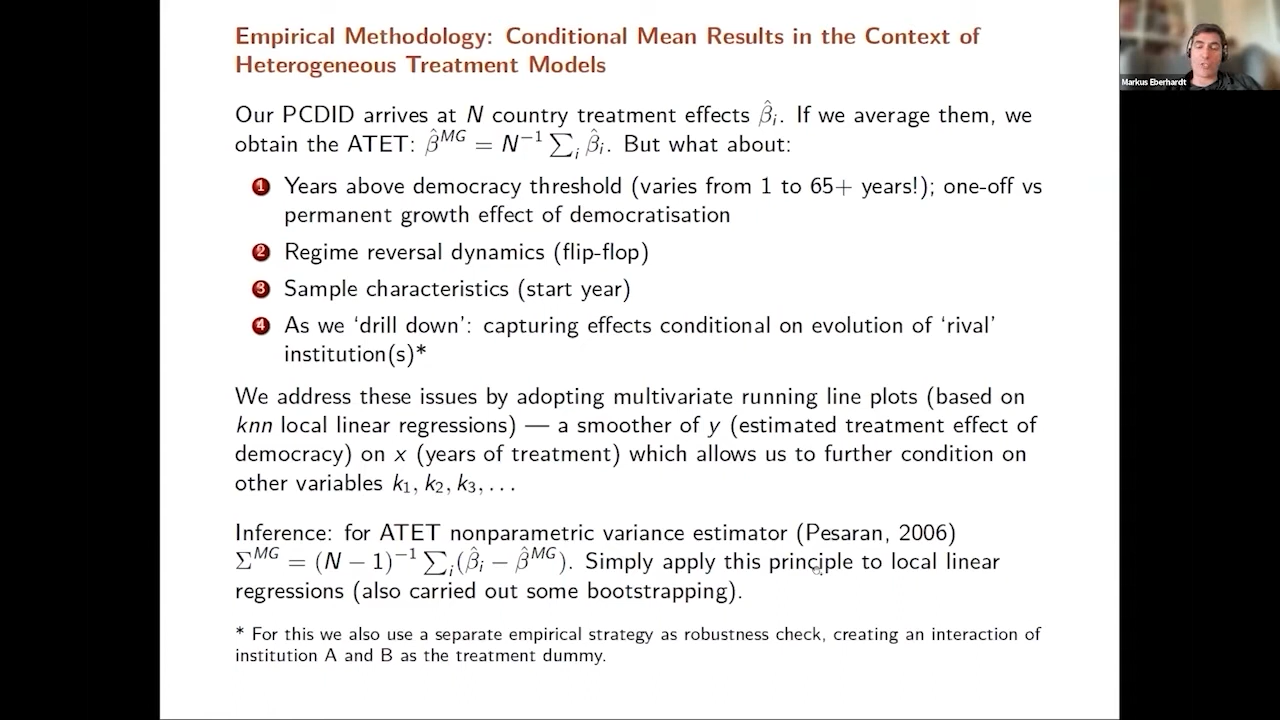 Empirical Methodology: Conditional Mean Results in the Context of
Heterogeneous Treatment Models
Markus Eberhardt
Our PCDID arrives at N country treatment effects β̂ᵢ. If we average them, we
obtain the ATET: β̂ᴹᴳ = N⁻¹ ∑ᵢ β̂ᵢ. But what about:
1 Years above democracy threshold (varies from 1 to 65+ years!); one-off vs
permanent growth effect of democratisation
2 Regime reversal dynamics (flip-flop)
3 Sample characteristics (start year)
4 As we ‘drill down’: capturing effects conditional on evolution of ‘rival’
institution(s)*
We address these issues by adopting multivariate running line plots (based on
knn local linear regressions) — a smoother of y (estimated treatment effect of
democracy) on x (years of treatment) which allows us to further condition on
other variables k₁, k₂, k₃, . . .
Inference: for ATET nonparametric variance estimator (Pesaran, 2006)
Σᴹᴳ = (N − 1)⁻¹ ∑ᵢ(β̂ᵢ − β̂ᴹᴳ). Simply apply this principle to local linear
regressions (also carried out some bootstrapping).
* For this we also use a separate empirical strategy as robustness check, creating an interaction of
institution A and B as the treatment dummy.